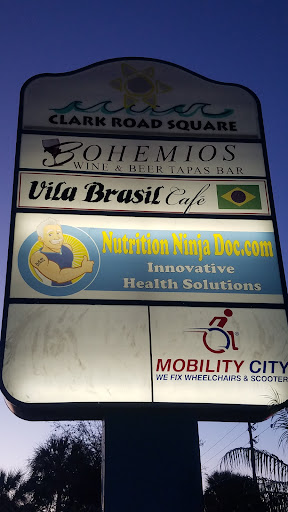 CLARK ROAD SQUARE
BOHEMIOS
WINE & BEER TAPAS BAR
Vila Brasil Café
Nutrition Ninja Doc.com
Innovative
Health Solutions
MOBILITY CITY
WE FIX WHEELCHAIRS & SCOOTER